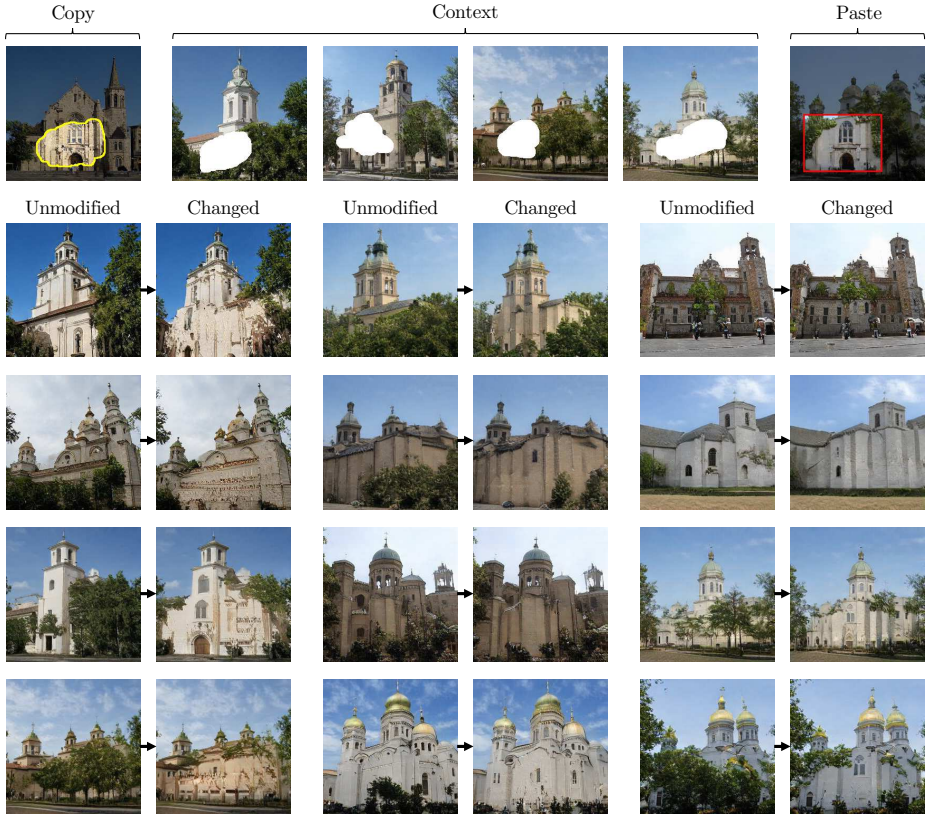 Copy
Context
Paste
Unmodified
Changed
Unmodified
Changed
Unmodified
Changed